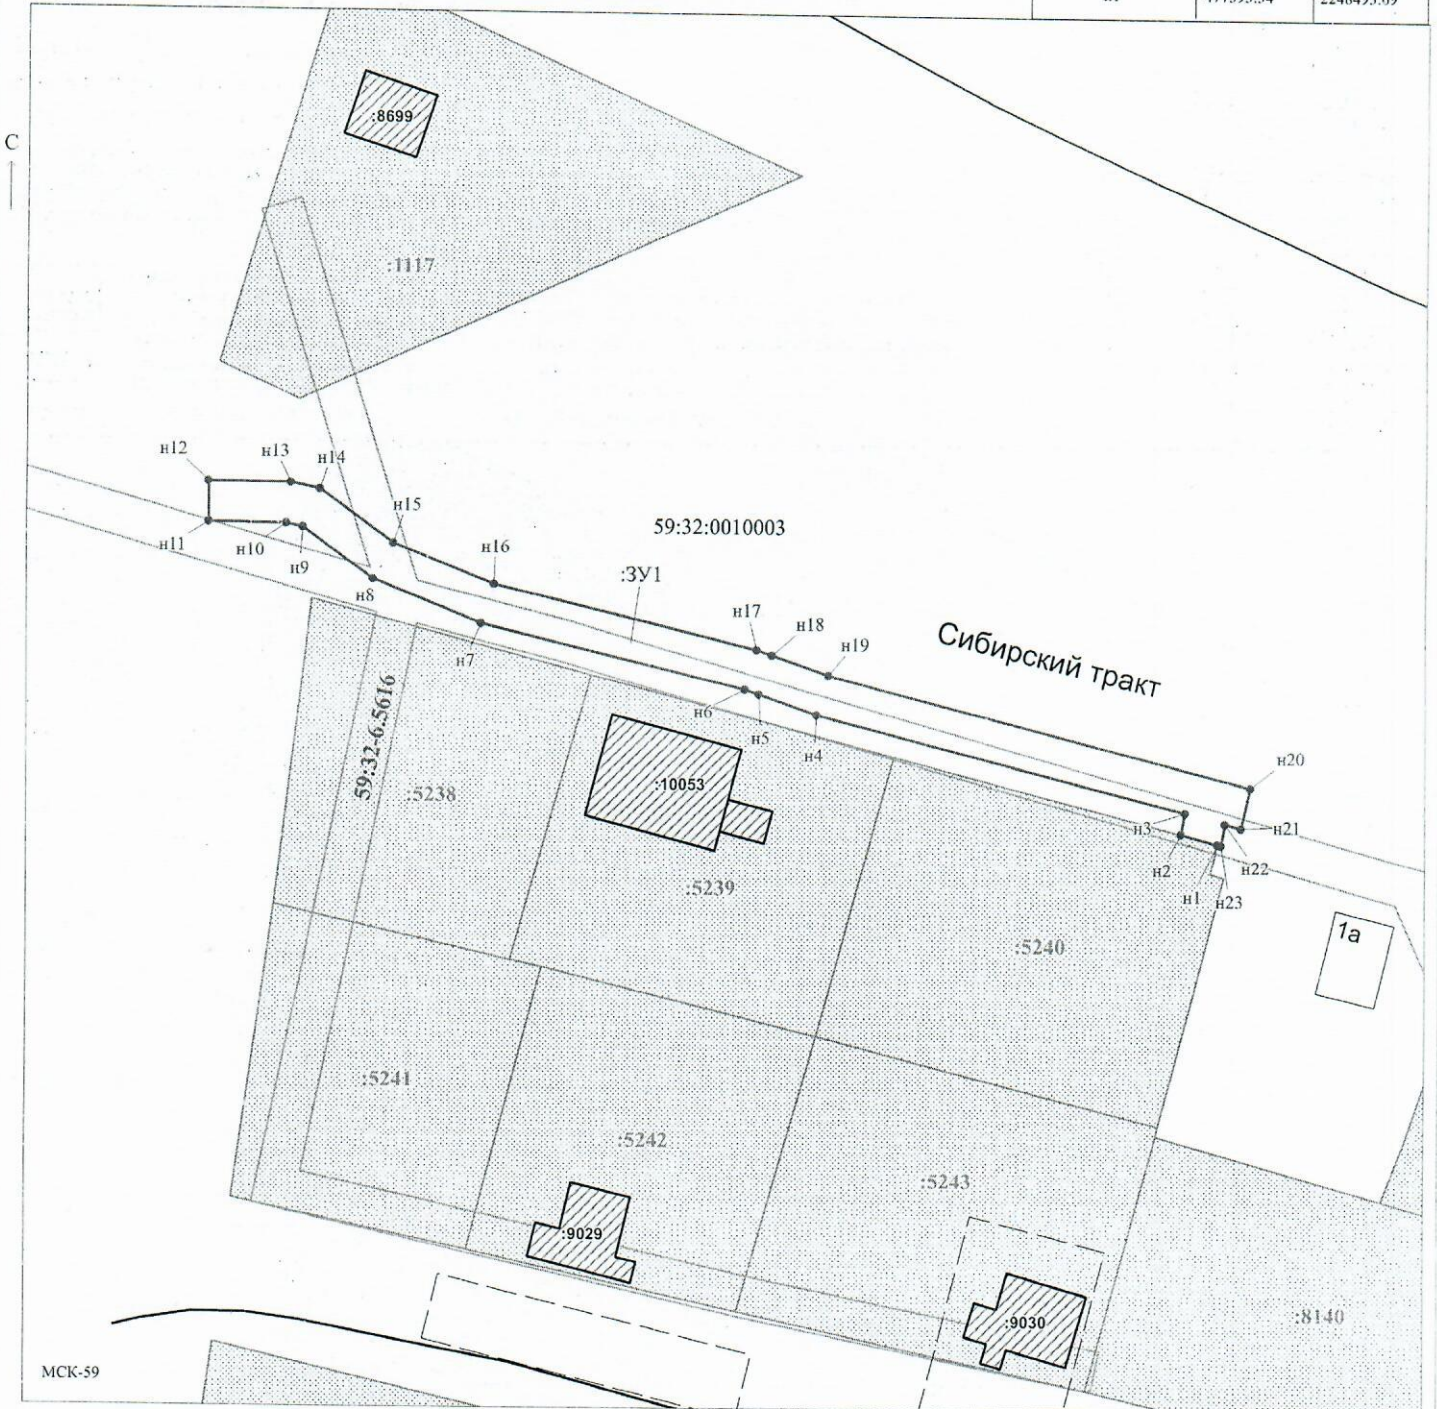 С
:8699
:1117
н12
н13
н14
н15
н11
н10
н9
н16
59:32:0010003
н8
:ЗУ1
н17
н18
н19
Сибирский тракт
н7
н6
н5
н4
н20
59:32-6.5616
:5238
:10053
н3
н21
н2
н22
:5239
н1
н23
1а
:5240
:5241
:5242
:5243
:9029
:9030
:8140
МСК-59